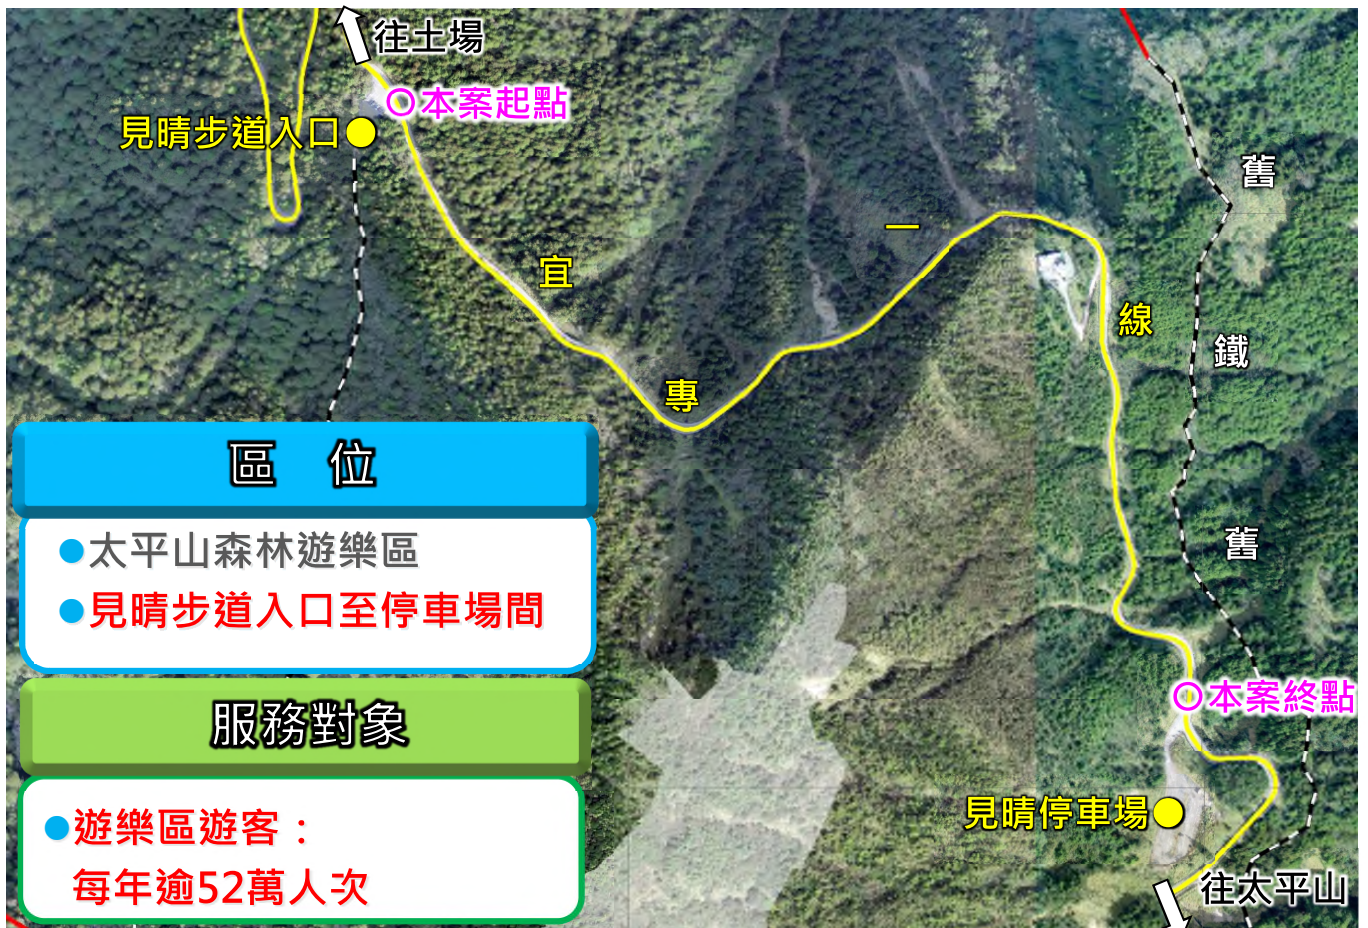 往土場
本案起點
見晴步道入口
宜
專
一
線
舊
鐵
舊
區 位
太平山森林遊樂區
見晴步道入口至停車場間
服務對象
遊樂區遊客：
每年逾52萬人次
本案終點
見晴停車場
往太平山